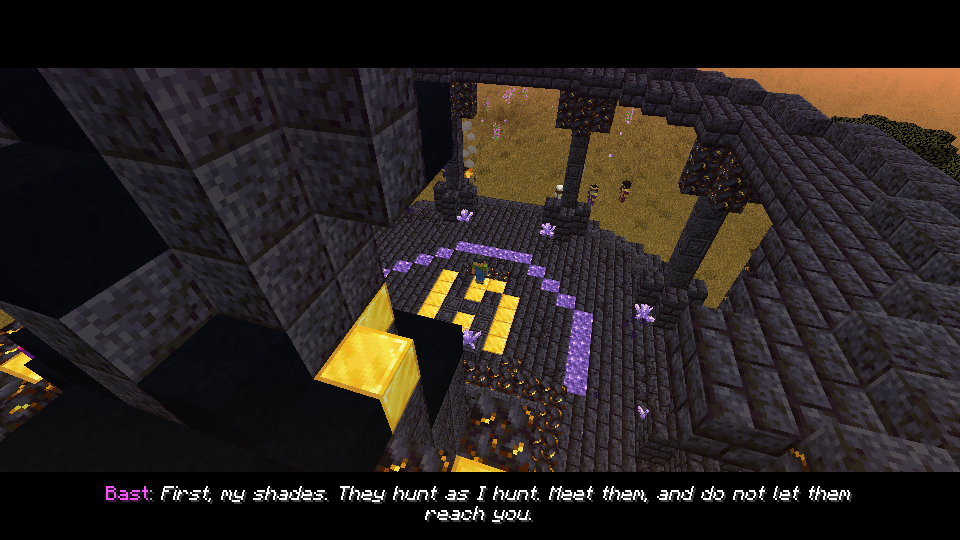 Bast: First, my shades. They hunt as I hunt. Meet them, and do not let them
reach you.